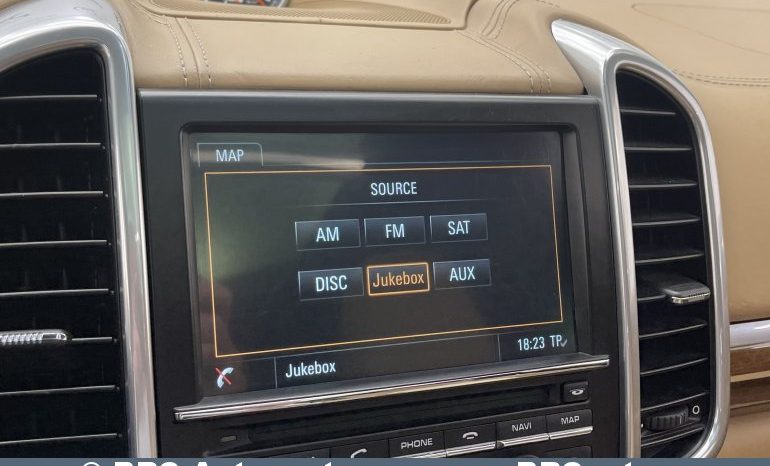 MAP
SOURCE
AM FM SAT
DISC Jukebox AUX
18:23 TP
Jukebox
PHONE NAVI MAP
O